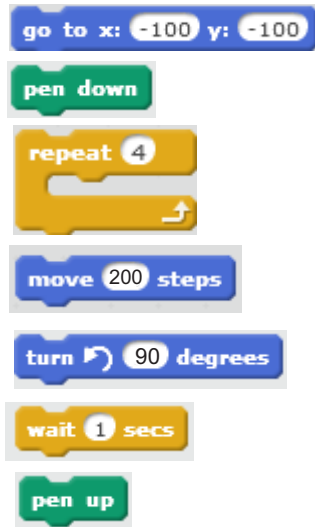 go to x: -100 y: -100
pen down
repeat 4
move 200 steps
turn 90 degrees
wait 1 secs
pen up